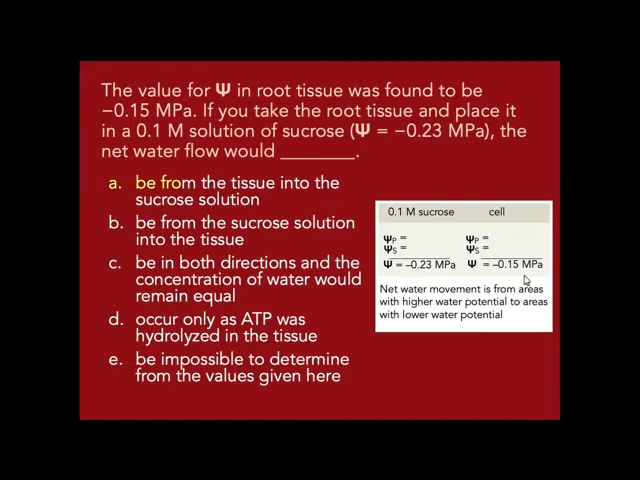 The value for Ψ in root tissue was found to be
−0.15 MPa. If you take the root tissue and place it
in a 0.1 M solution of sucrose (Ψ = −0.23 MPa), the
net water flow would ________.
a. be from the tissue into the
sucrose solution
b. be from the sucrose solution
into the tissue
c. be in both directions and the
concentration of water would
remain equal
d. occur only as ATP was
hydrolyzed in the tissue
e. be impossible to determine
from the values given here
0.1 M sucrose cell
ΨP = ΨP =
ΨS = ΨS =
Ψ = −0.23 MPa Ψ = −0.15 MPa
Net water movement is from areas
with higher water potential to areas
with lower water potential